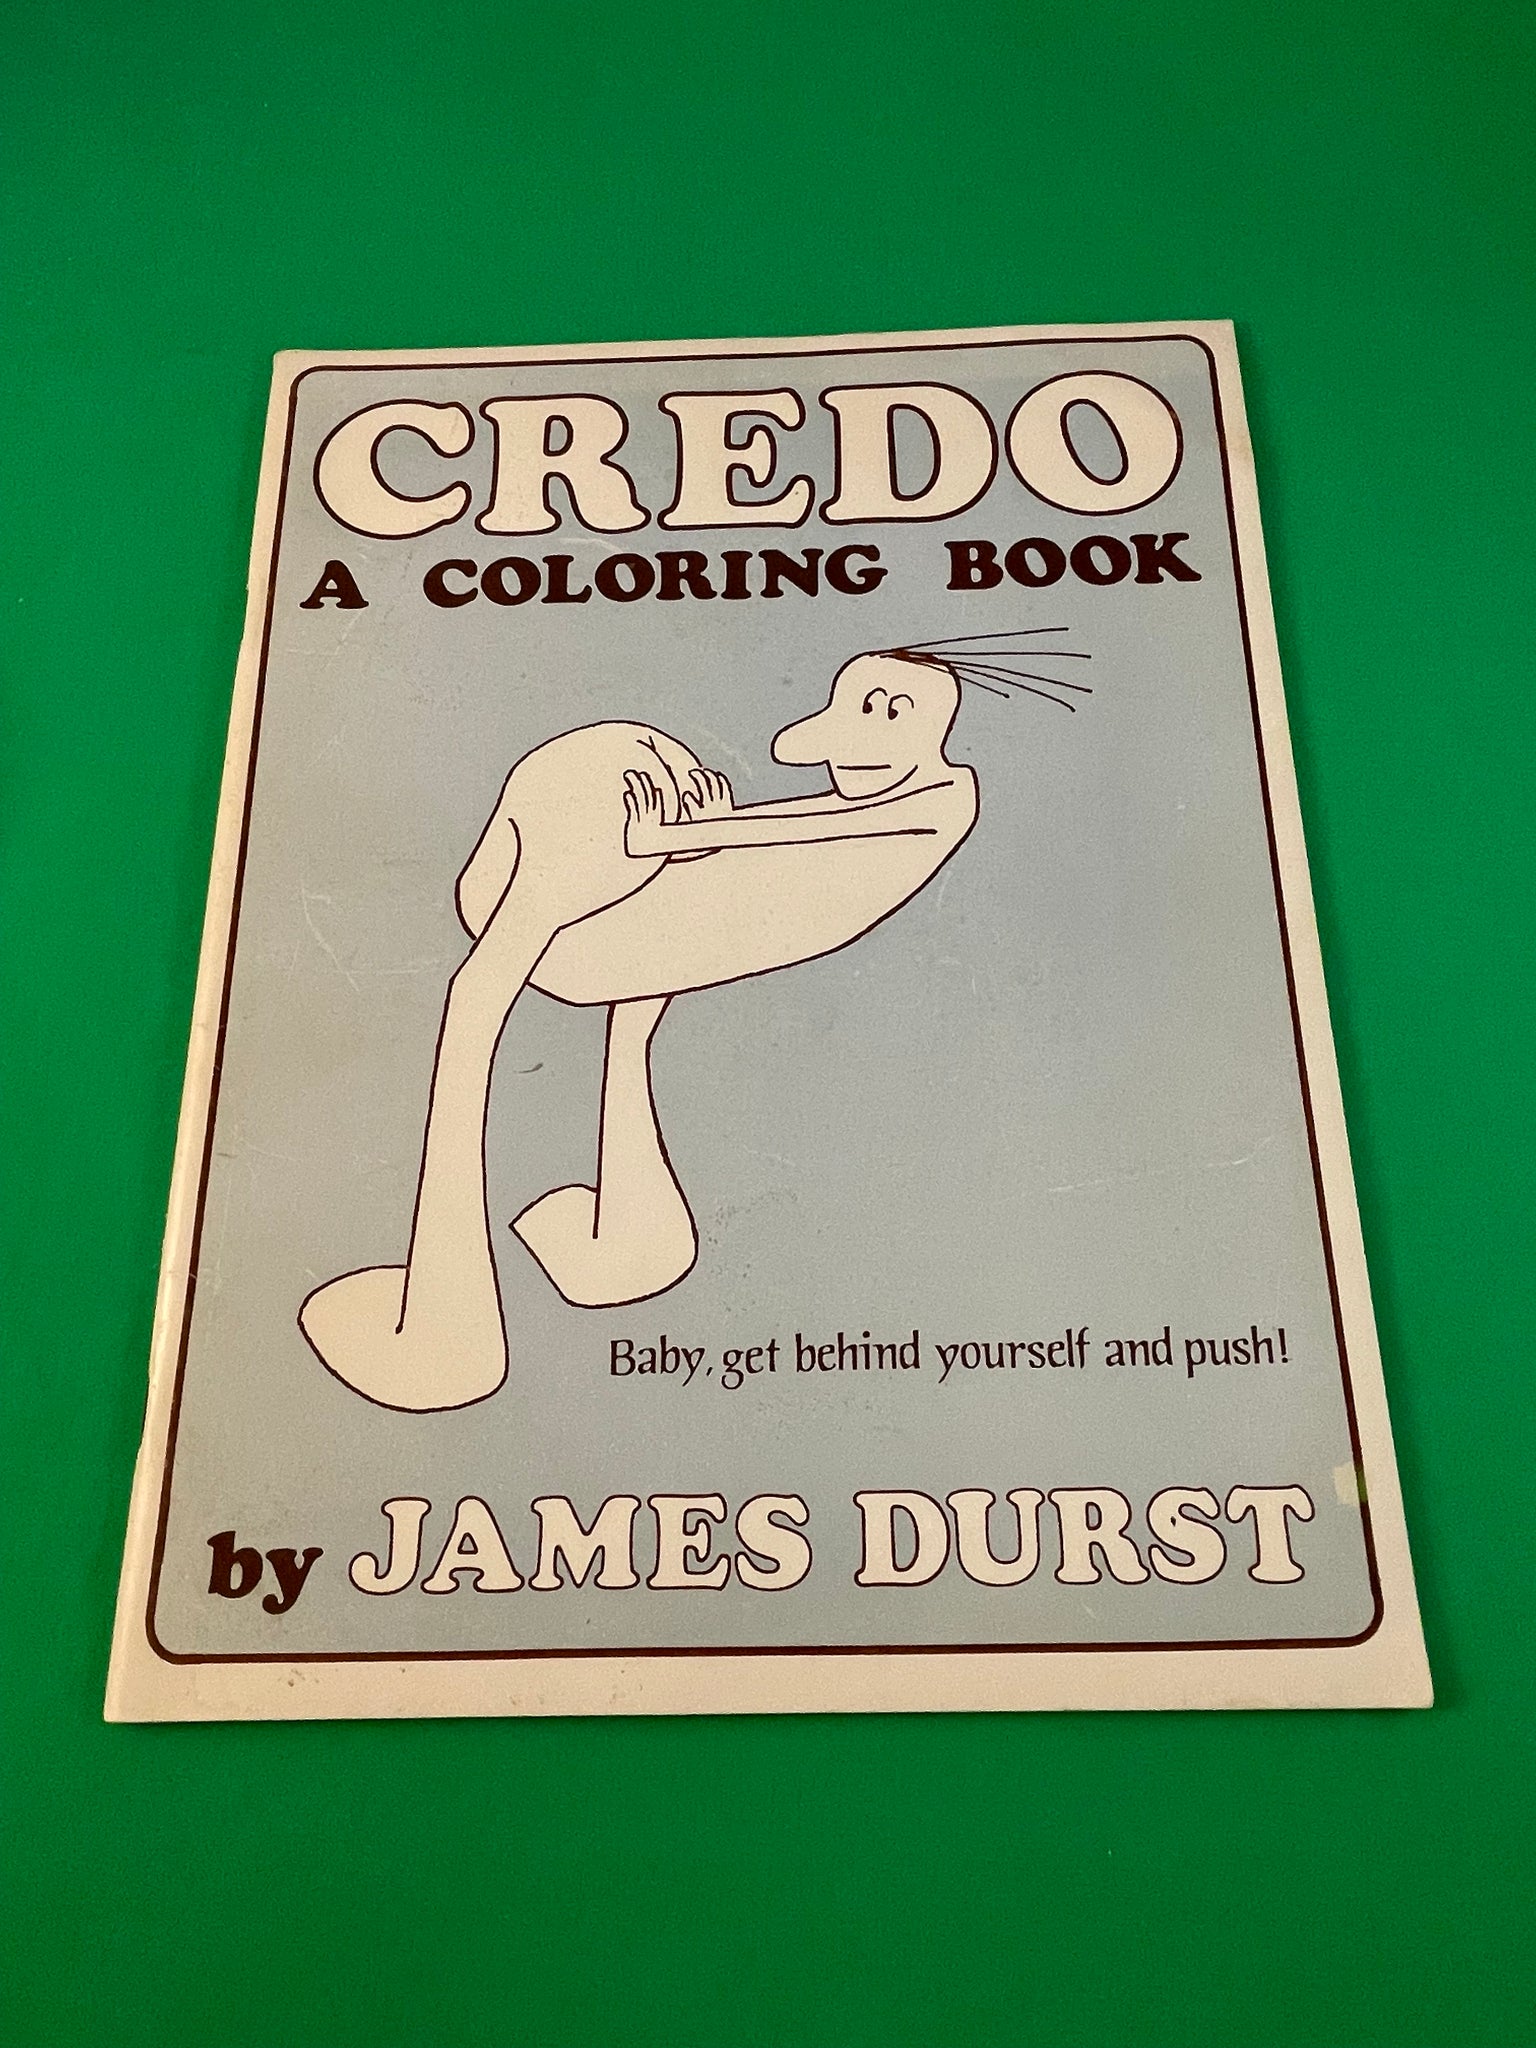 CREDO
A COLORING BOOK
Baby, get behind yourself and push!
by JAMES DURST